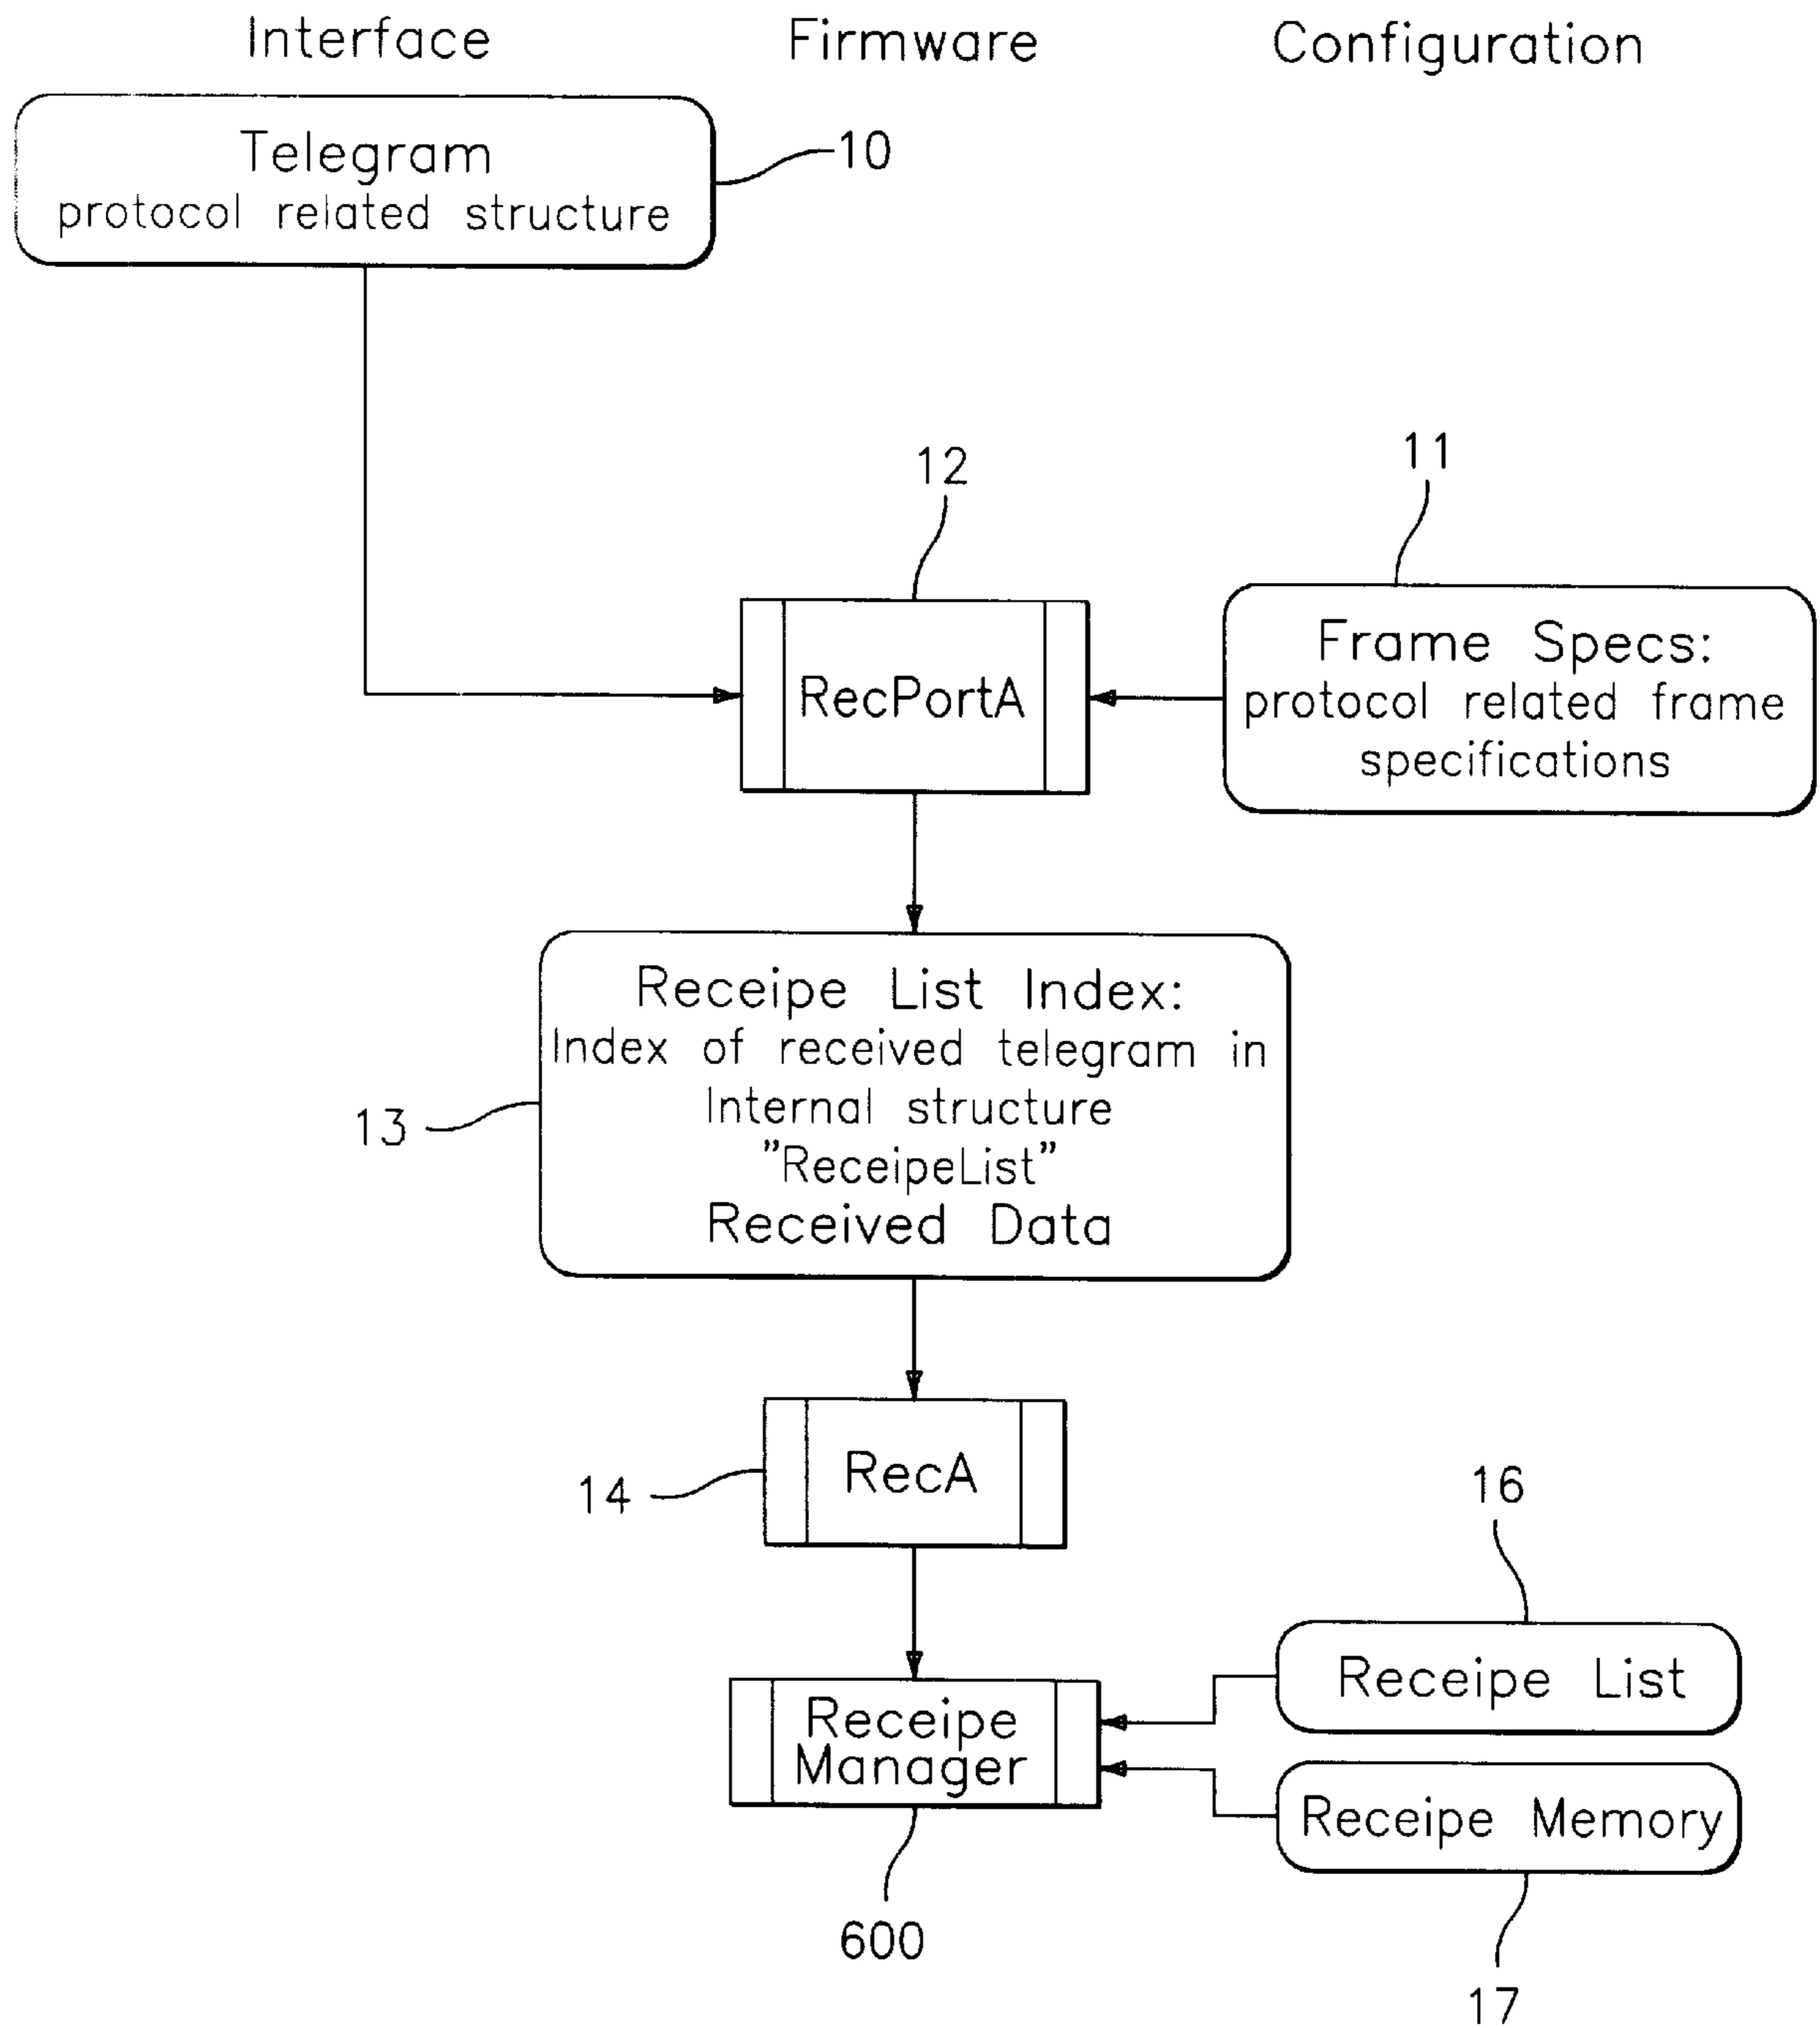 Interface Firmware Configuration
Telegram
protocol related structure
10
12
11
RecPortA
Frame Specs:
protocol related frame
specifications
Receipe List Index:
Index of received telegram in
Internal structure
"ReceipeList"
Received Data
13
RecA
14
16
Receipe List
Receipe
Manager
Receipe Memory
600
17